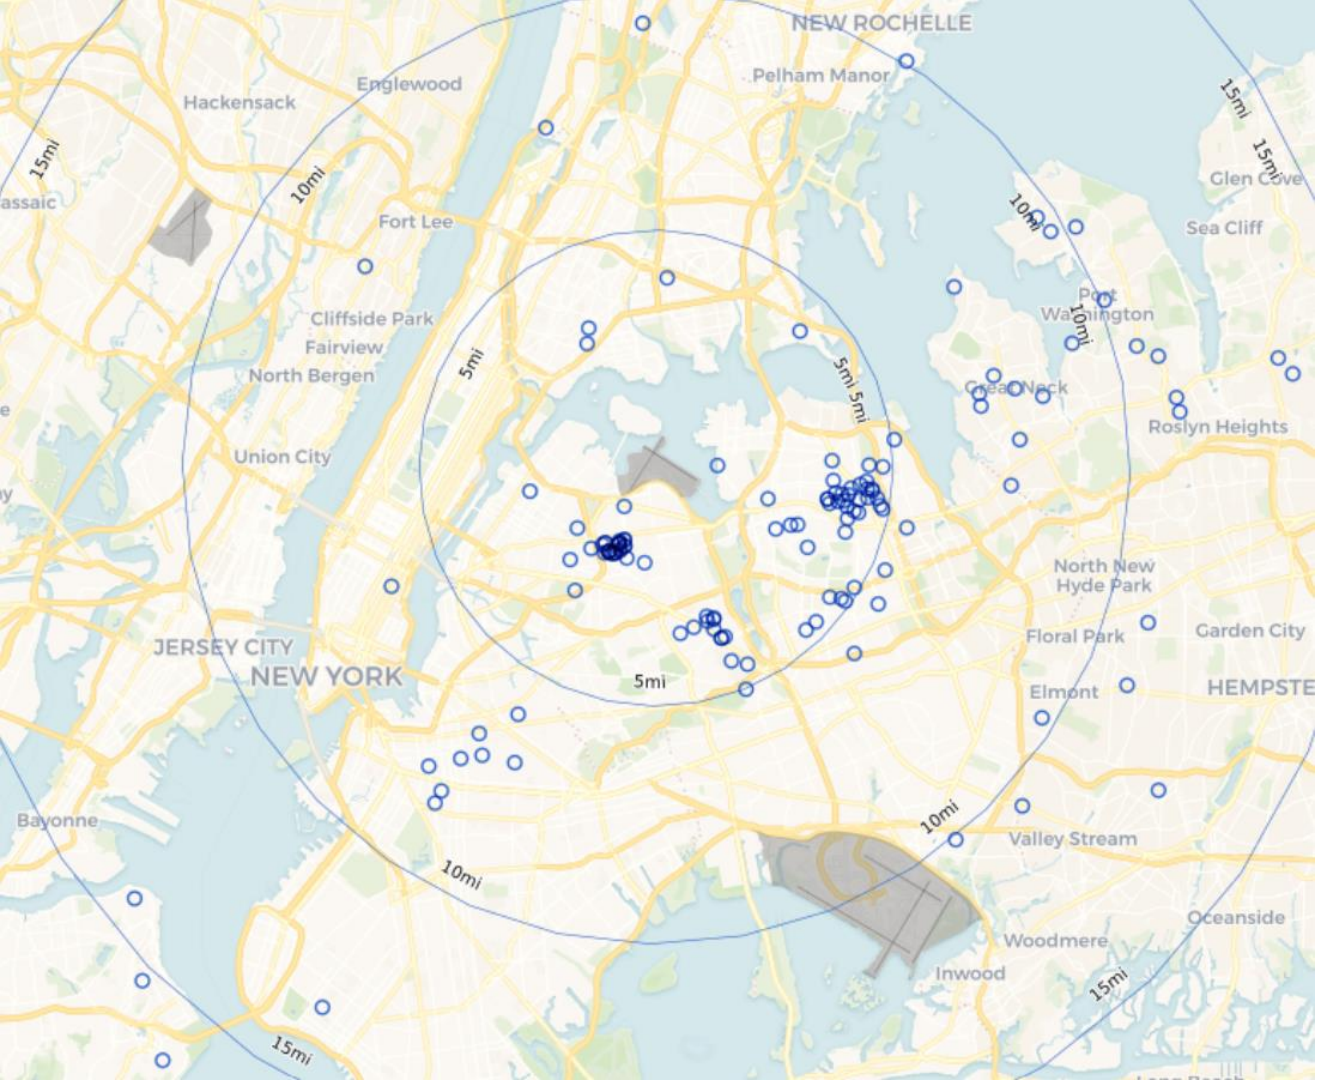 NEW ROCHELLE
Pelham Manor
Englewood
Hackensack
15mi
15mi
15mi
10mi
assaic
Glen Cove
Fort Lee
10mi
Sea Cliff
Port
Washington
10mi
Cliffside Park
Fairview
North Bergen
5mi
5mi
5mi
Great Neck
Roslyn Heights
Union City
North New
Hyde Park
Floral Park
Garden City
JERSEY CITY
NEW YORK
5mi
Elmont
HEMPSTE
Bayonne
10mi
Valley Stream
10mi
Oceanside
Woodmere
Inwood
15mi
15mi